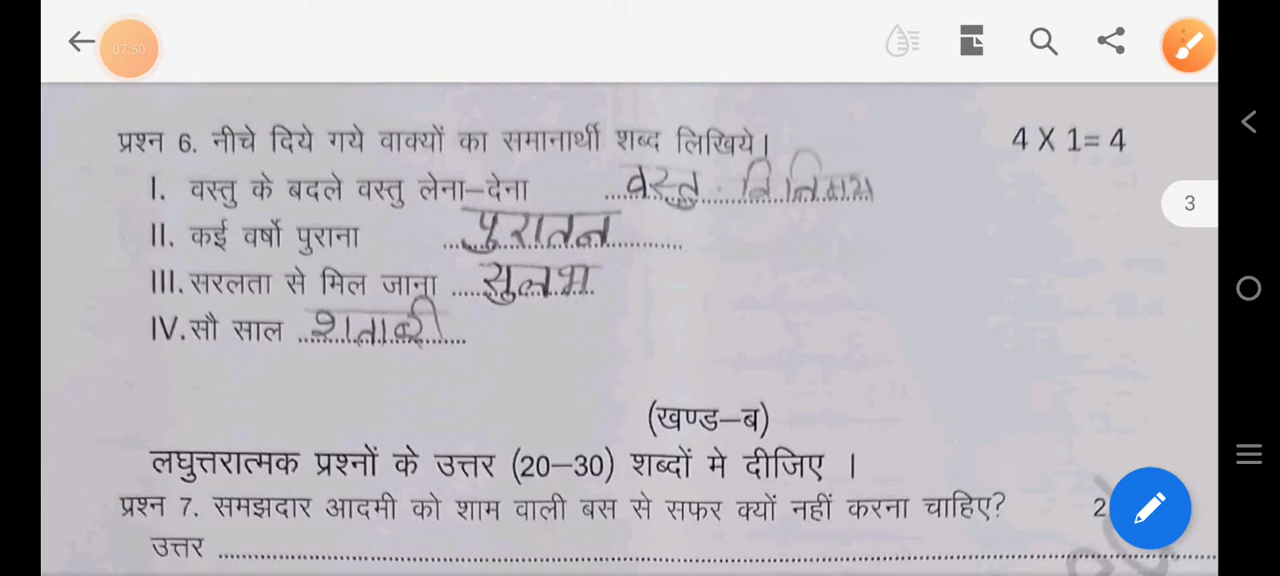 07:50
प्रश्न 6. नीचे दिये गये वाक्यों का समानार्थी शब्द लिखिये। 4 X 1= 4
I. वस्तु के बदले वस्तु लेना–देना ....वस्तु विनिमय
II. कई वर्षो पुराना ....पुरातन............
III. सरलता से मिल जाना ....सुलभ
IV. सौ साल ....शताब्दी......
3
(खण्ड–ब)
लघुत्तरात्मक प्रश्नों के उत्तर (20–30) शब्दों मे दीजिए ।
प्रश्न 7. समझदार आदमी को शाम वाली बस से सफर क्यों नहीं करना चाहिए? 2
उत्तर ............................................................